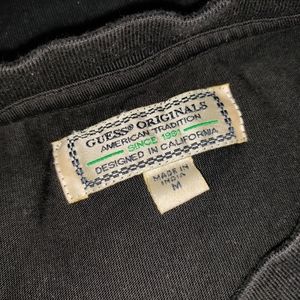 GUESS® ORIGINALS
AMERICAN TRADITION
SINCE 1981
DESIGNED IN CALIFORNIA
MADE IN
INDIA
M